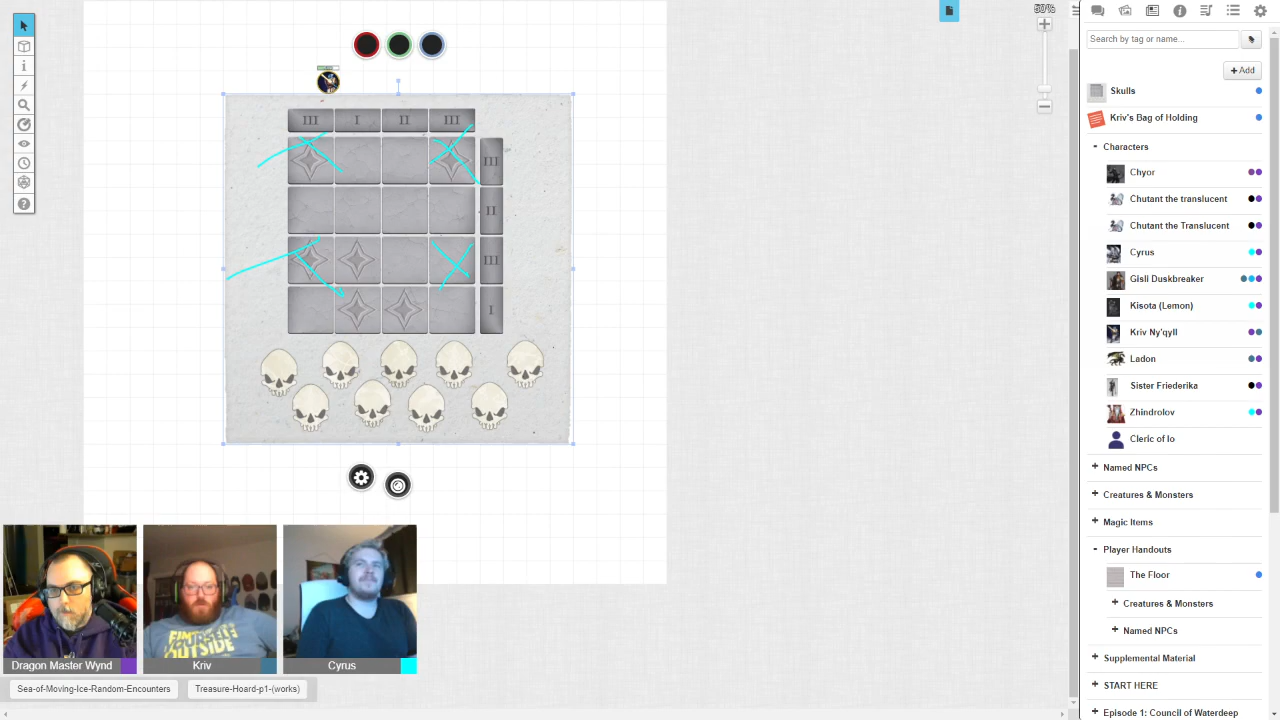 50%
Search by tag or name...
+ Add
Skulls
Kriv's Bag of Holding
Characters
Chyor
Chutant the translucent
Chutant the Translucent
Cyrus
Gisli Duskbreaker
Kisota (Lemon)
Kriv Ny'qyll
Ladon
Sister Friederika
Zhindrolov
Cleric of Io
Named NPCs
Creatures & Monsters
Magic Items
Player Handouts
The Floor
Creatures & Monsters
Named NPCs
Supplemental Material
START HERE
Episode 1: Council of Waterdeep
III I II III
III
II
III
I
OUTSIDE
Dragon Master Wynd
Kriv
Cyrus
Sea-of-Moving-Ice-Random-Encounters
Treasure-Hoard-p1-(works)